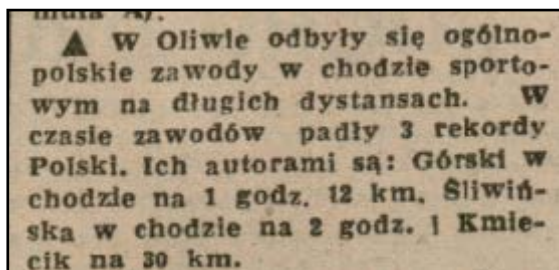 ▲ W Oliwie odbyły się ogólno-
polskie zawody w chodzie sporto-
wym na długich dystansach. W
czasie zawodów padły 3 rekordy
Polski. Ich autorami są: Górski w
chodzie na 1 godz. 12 km. Śliwiń-
ska w chodzie na 2 godz. i Kmie-
cik na 30 km.